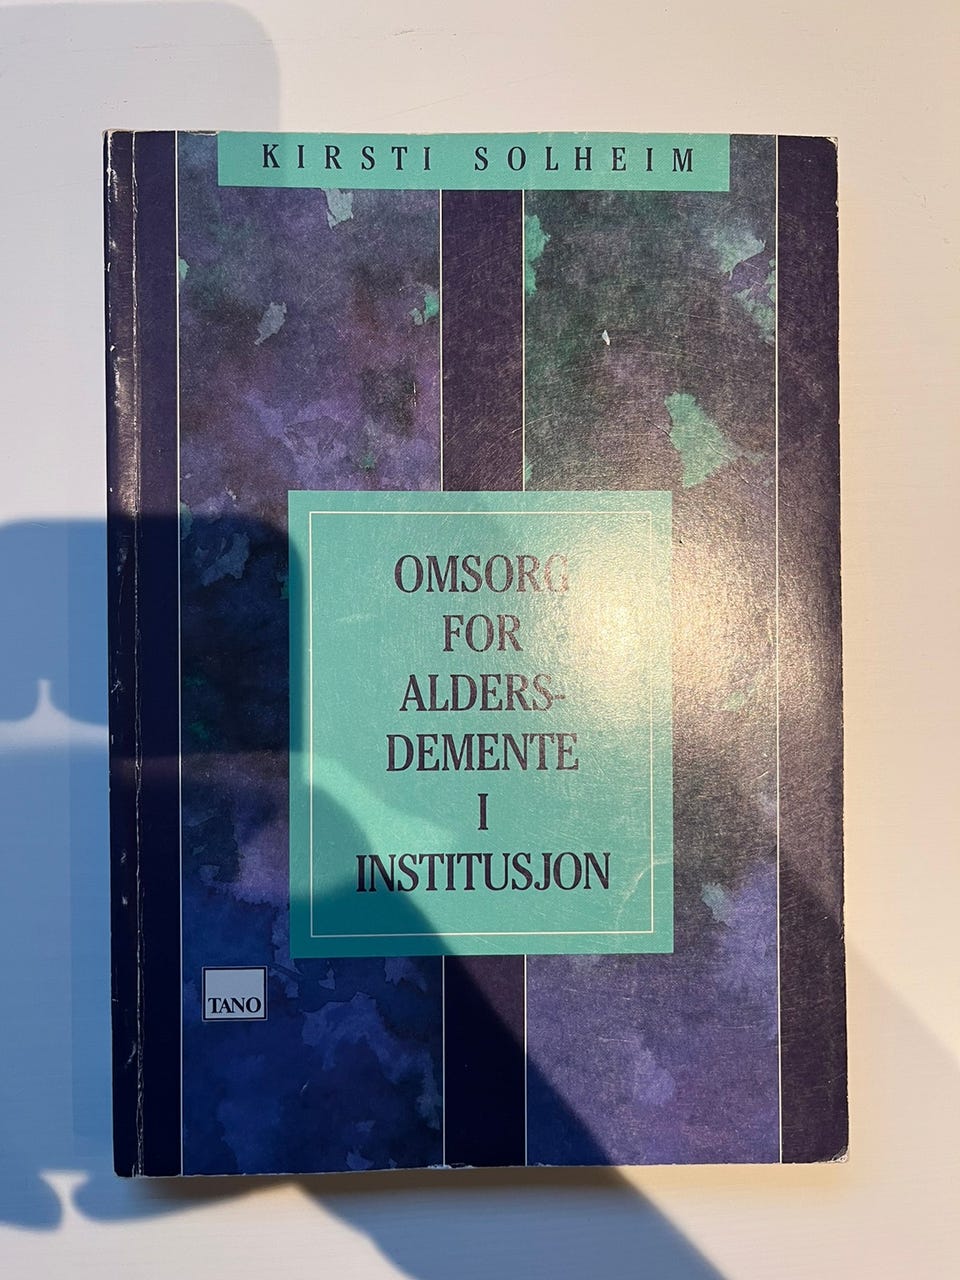 KIRSTI SOLHEIM
OMSORG
FOR
ALDERS-
DEMENTE
I
INSTITUSJON
TANO